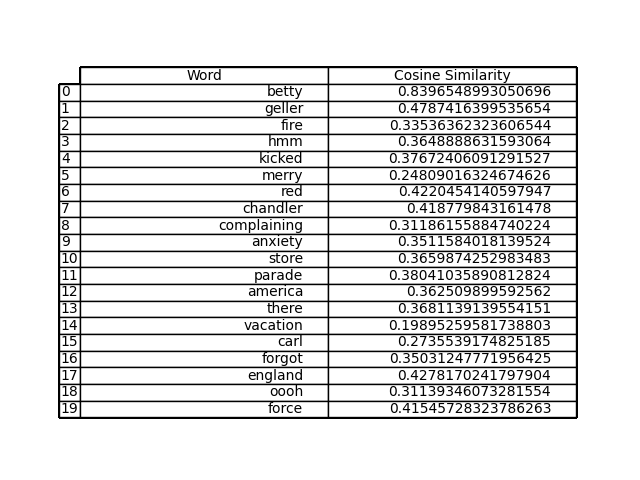 Word Cosine Similarity
0 betty 0.8396548993050696
1 geller 0.4787416399535654
2 fire 0.33536362323606544
3 hmm 0.3648888631593064
4 kicked 0.37672406091291527
5 merry 0.24809016324674626
6 red 0.4220454140597947
7 chandler 0.418779843161478
8 complaining 0.31186155884740224
9 anxiety 0.3511584018139524
10 store 0.3659874252983483
11 parade 0.38041035890812824
12 america 0.362509899592562
13 there 0.3681139139554151
14 vacation 0.19895259581738803
15 carl 0.2735539174825185
16 forgot 0.35031247771956425
17 england 0.4278170241797904
18 oooh 0.31139346073281554
19 force 0.41545728323786263